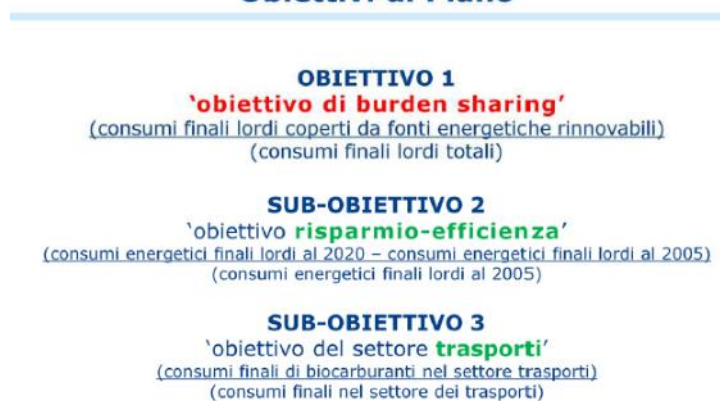 Obiettivi di Piano
OBIETTIVO 1
‘obiettivo di burden sharing’
(consumi finali lordi coperti da fonti energetiche rinnovabili)
(consumi finali lordi totali)
SUB-OBIETTIVO 2
‘obiettivo risparmio-efficienza’
(consumi energetici finali lordi al 2020 – consumi energetici finali lordi al 2005)
(consumi energetici finali lordi al 2005)
SUB-OBIETTIVO 3
‘obiettivo del settore trasporti’
(consumi finali di biocarburanti nel settore trasporti)
(consumi finali nel settore dei trasporti)